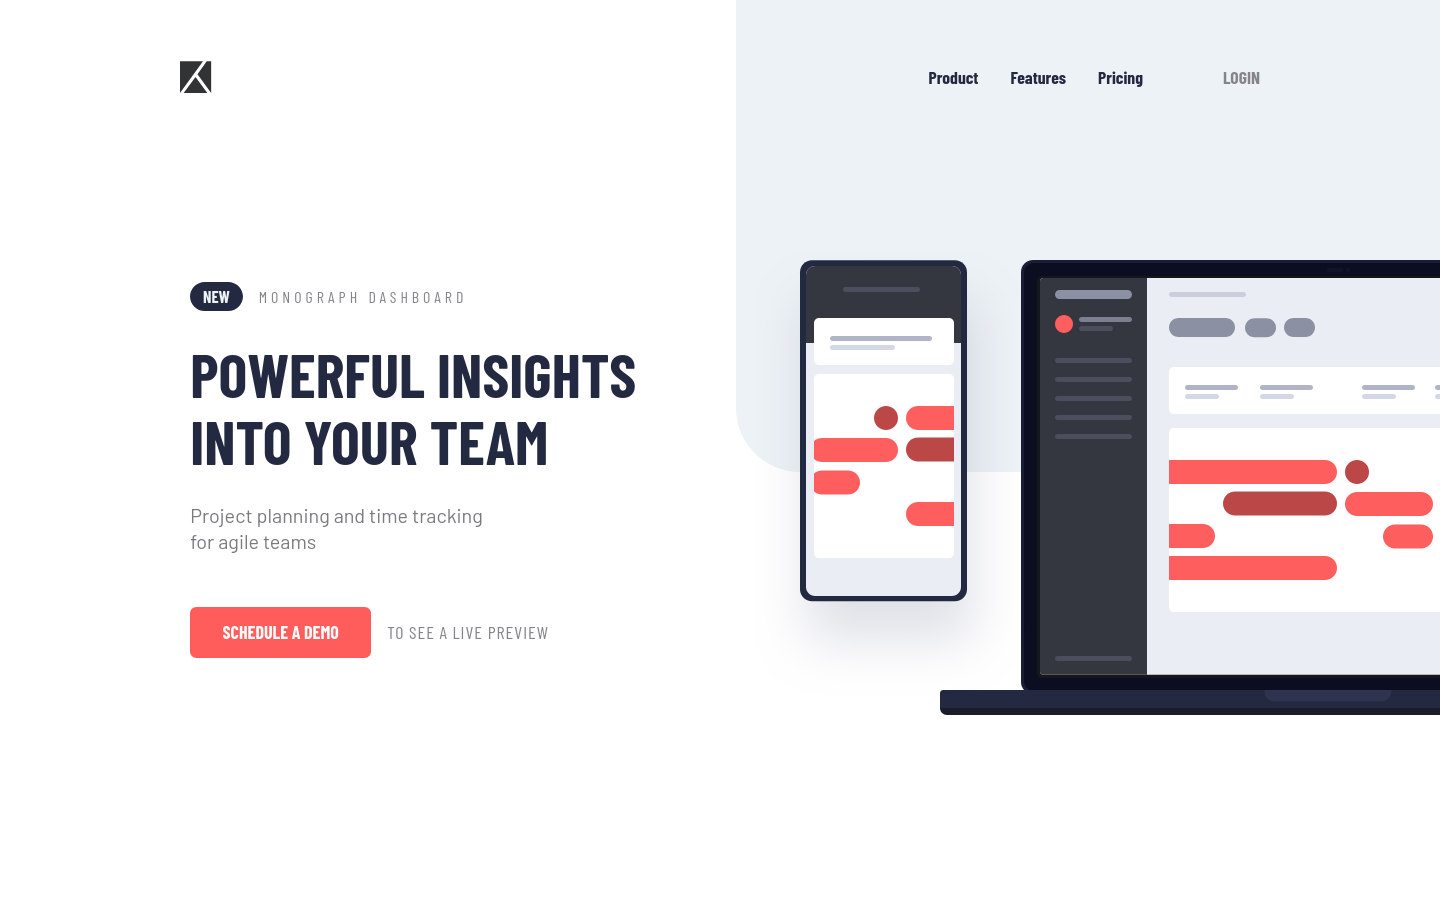 Product Features Pricing LOGIN
NEW MONOGRAPH DASHBOARD
POWERFUL INSIGHTS
INTO YOUR TEAM
Project planning and time tracking
for agile teams
SCHEDULE A DEMO TO SEE A LIVE PREVIEW